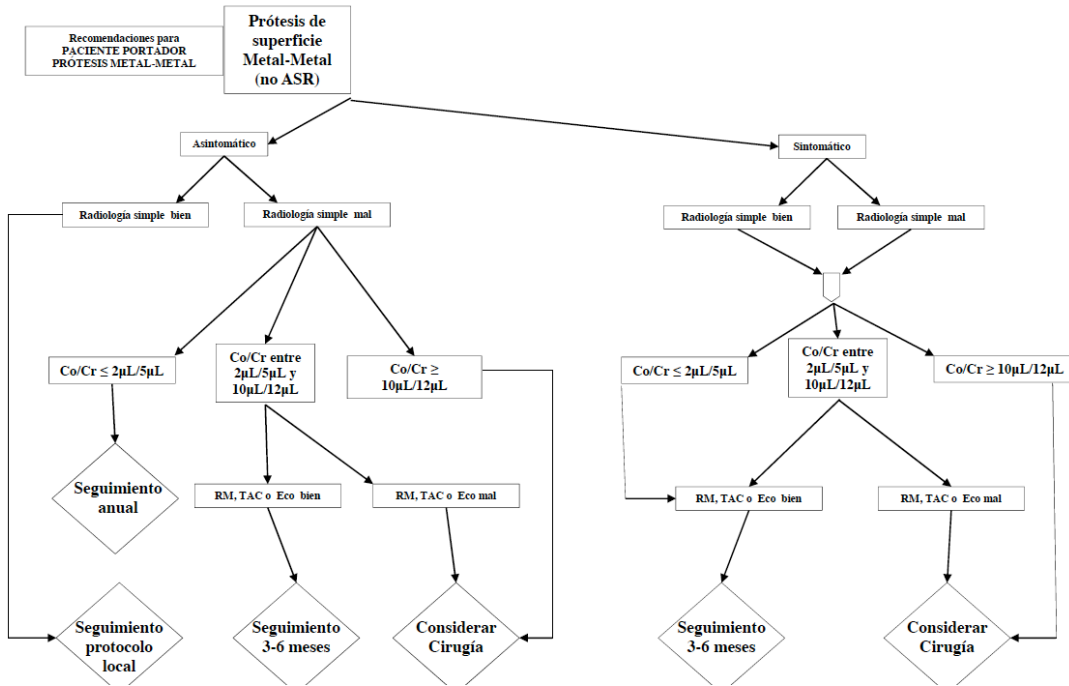 Recomendaciones para
PACIENTE PORTADOR
PRÓTESIS METAL-METAL
Prótesis de
superficie
Metal-Metal
(no ASR)
Asintomático
Sintomático
Radiología simple bien
Radiología simple mal
Radiología simple bien
Radiología simple mal
Co/Cr ≤ 2µL/5µL
Co/Cr entre
2µL/5µL y
10µL/12µL
Co/Cr ≥
10µL/12µL
Co/Cr ≤ 2µL/5µL
Co/Cr entre
2µL/5µL y
10µL/12µL
Co/Cr ≥ 10µL/12µL
Seguimiento
anual
RM, TAC o Eco bien
RM, TAC o Eco mal
RM, TAC o Eco bien
RM, TAC o Eco mal
Seguimiento
protocolo
local
Seguimiento
3-6 meses
Considerar
Cirugía
Seguimiento
3-6 meses
Considerar
Cirugía